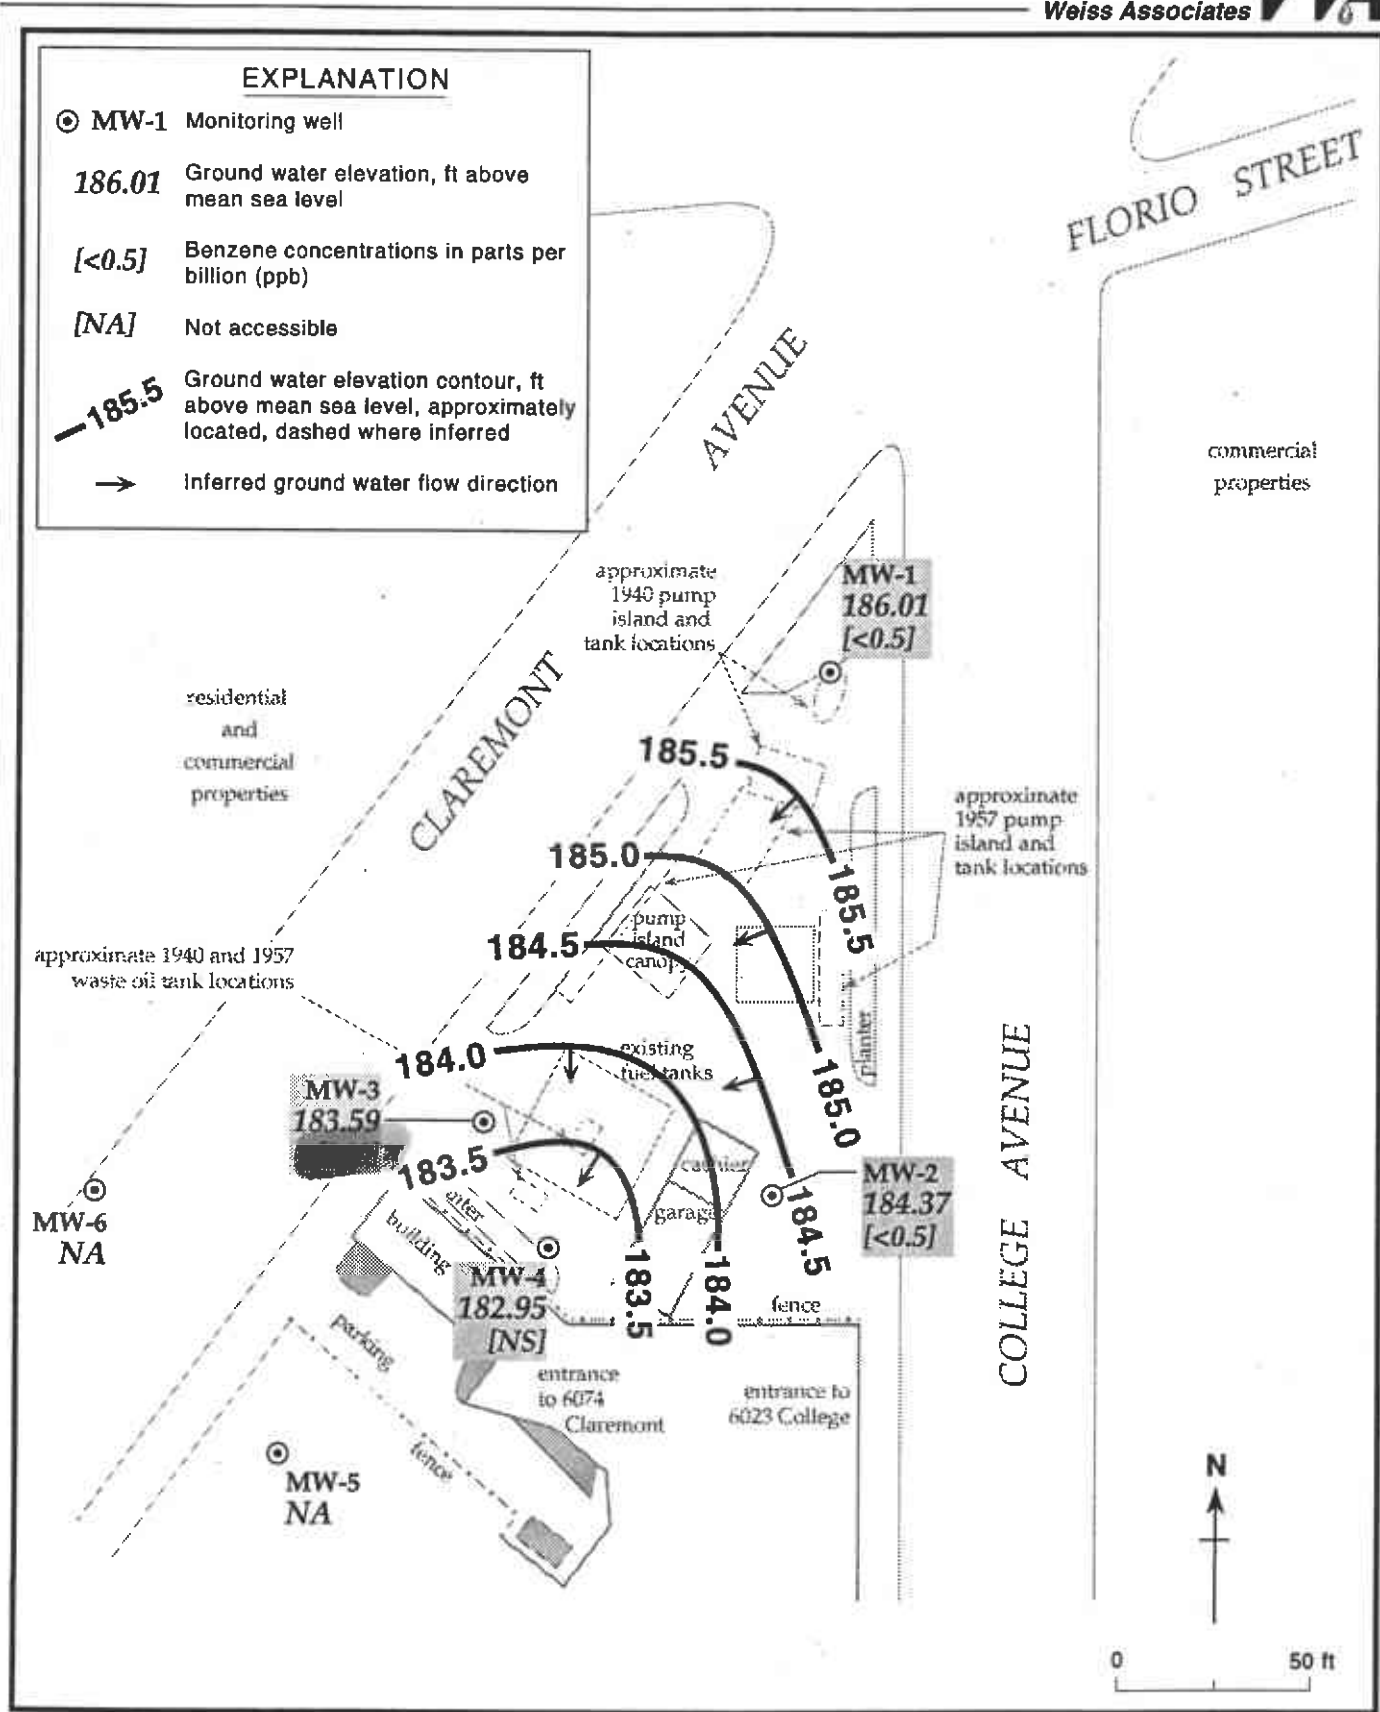 Weiss Associates
EXPLANATION
MW-1 Monitoring well
186.01 Ground water elevation, ft above
mean sea level
[<0.5] Benzene concentrations in parts per
billion (ppb)
[NA] Not accessible
185.5 Ground water elevation contour, ft
above mean sea level, approximately
located, dashed where inferred
Inferred ground water flow direction
FLORIO STREET
CLAREMONT AVENUE
commercial
properties
approximate
1940 pump
island and
tank locations
MW-1
186.01
[<0.5]
residential
and
commercial
properties
185.5
185.5
approximate
1957 pump
island and
tank locations
185.0
185.0
pump
island
canopy
184.5
184.5
approximate 1940 and 1957
waste oil tank locations
Planter
184.0
184.0
existing
fuel tanks
MW-3
183.59
183.5
183.5
cashier
garage
MW-2
184.37
[<0.5]
COLLEGE AVENUE
MW-6
NA
building
MW-4
182.95
[NS]
fence
parking
entrance
to 6074
Claremont
entrance to
6023 College
fence
MW-5
NA
N
0 50 ft